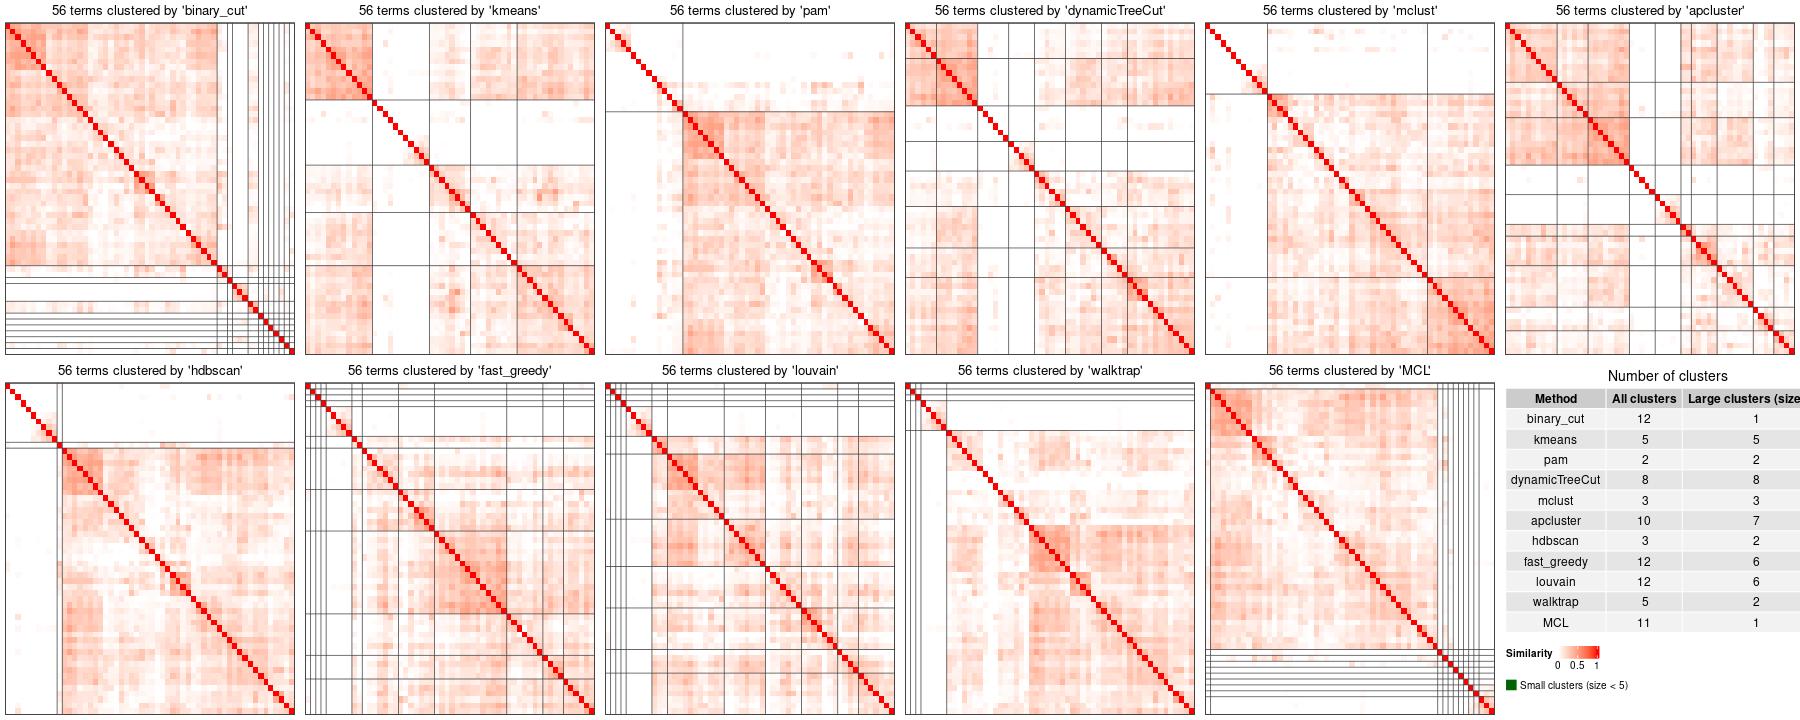 56 terms clustered by 'binary_cut'
56 terms clustered by 'kmeans'
56 terms clustered by 'pam'
56 terms clustered by 'dynamicTreeCut'
56 terms clustered by 'mclust'
56 terms clustered by 'apcluster'
56 terms clustered by 'hdbscan'
56 terms clustered by 'fast_greedy'
56 terms clustered by 'louvain'
56 terms clustered by 'walktrap'
56 terms clustered by 'MCL'
Number of clusters
Method All clusters Large clusters (size
binary_cut 12 1
kmeans 5 5
pam 2 2
dynamicTreeCut 8 8
mclust 3 3
apcluster 10 7
hdbscan 3 2
fast_greedy 12 6
louvain 12 6
walktrap 5 2
MCL 11 1
Similarity
0 0.5 1
Small clusters (size < 5)